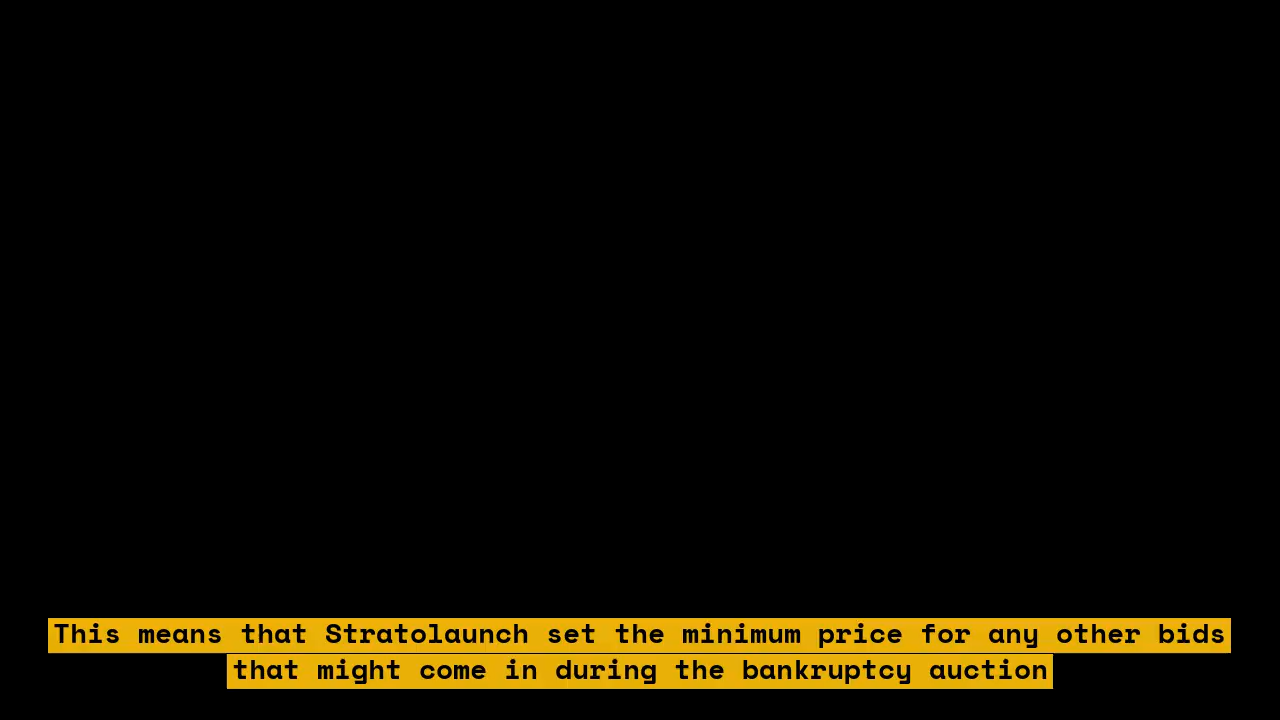 This means that Stratolaunch set the minimum price for any other bids
that might come in during the bankruptcy auction